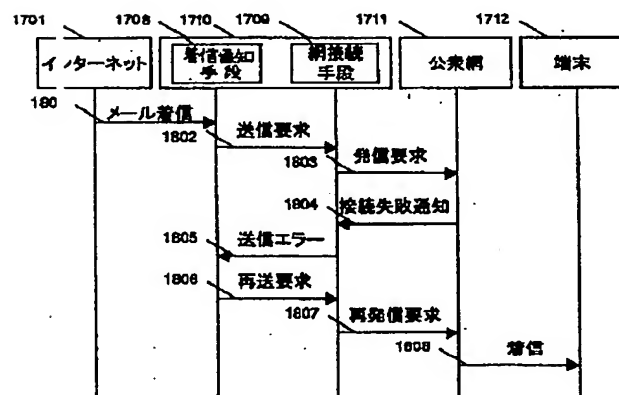 1701 1708 1710 1709 1711 1712
インターネット
着信通知
手段
網接続
手段
公衆網
端末
180 メール着信
1802 送信要求
1803 発信要求
1804 接続失敗通知
1805 送信エラー
1806 再送要求
1807 再発信要求
1808 着信